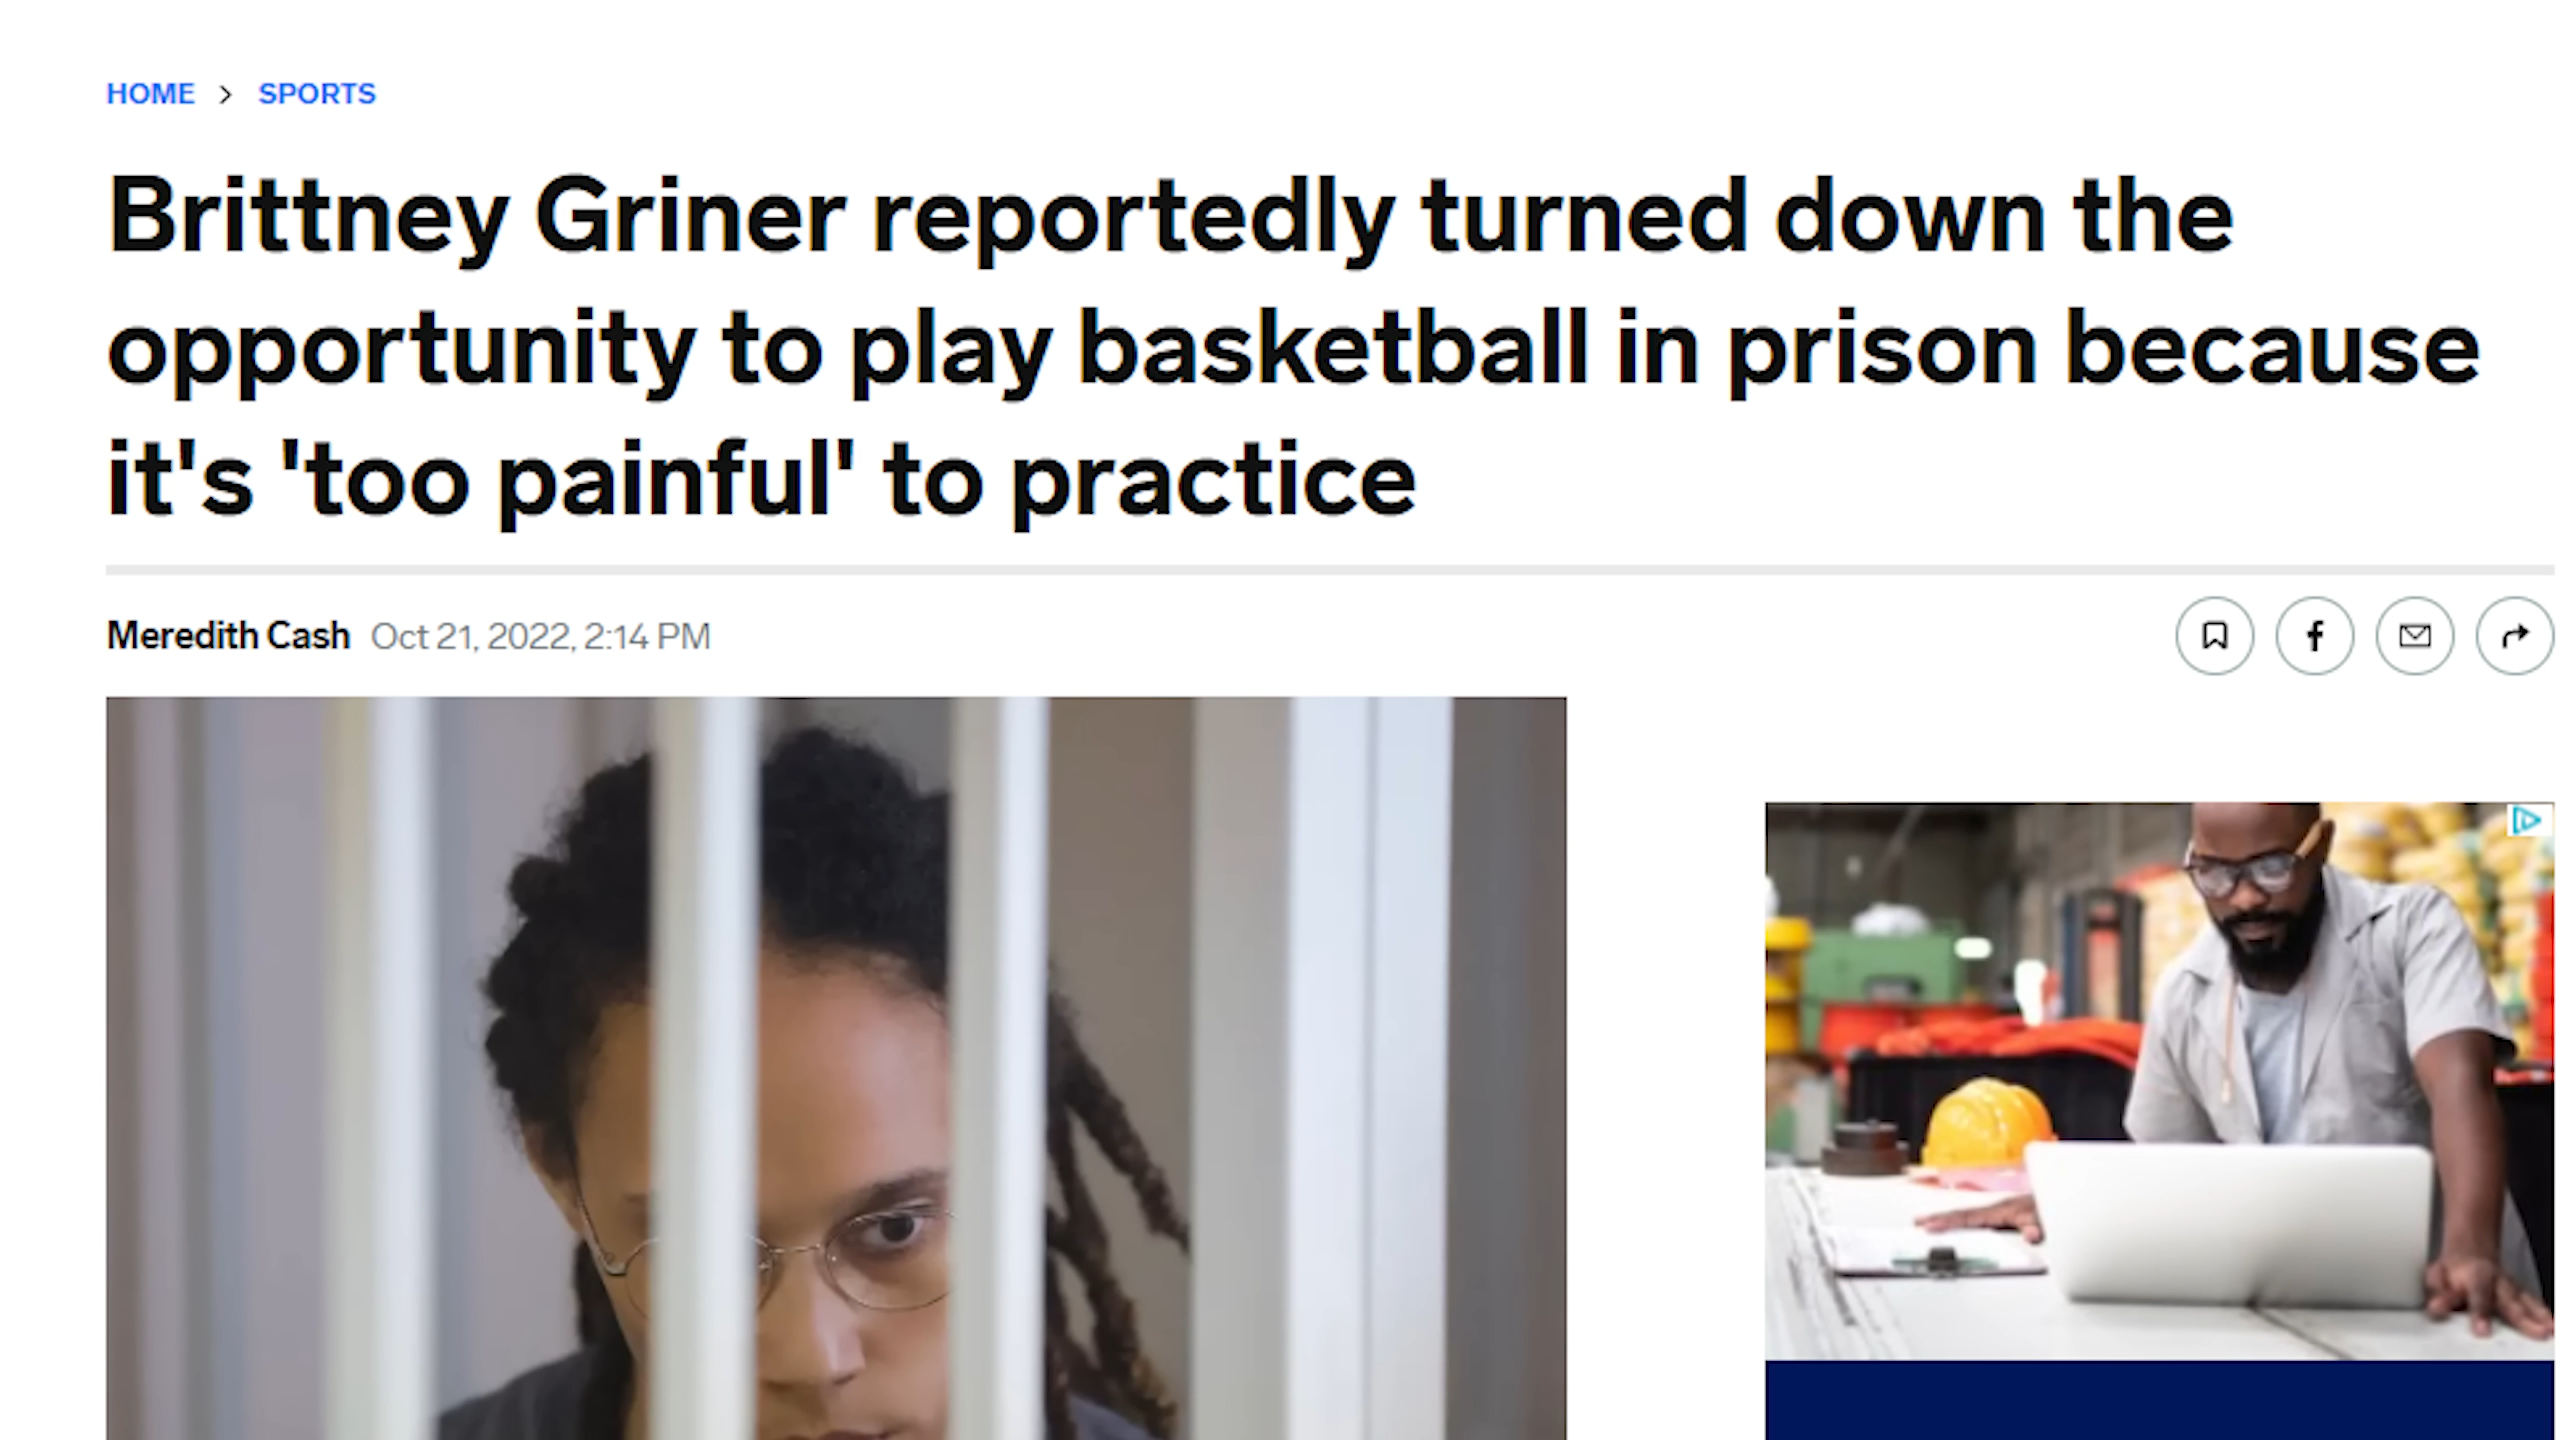 HOME > SPORTS
Brittney Griner reportedly turned down the
opportunity to play basketball in prison because
it's 'too painful' to practice
Meredith Cash Oct 21, 2022, 2:14 PM